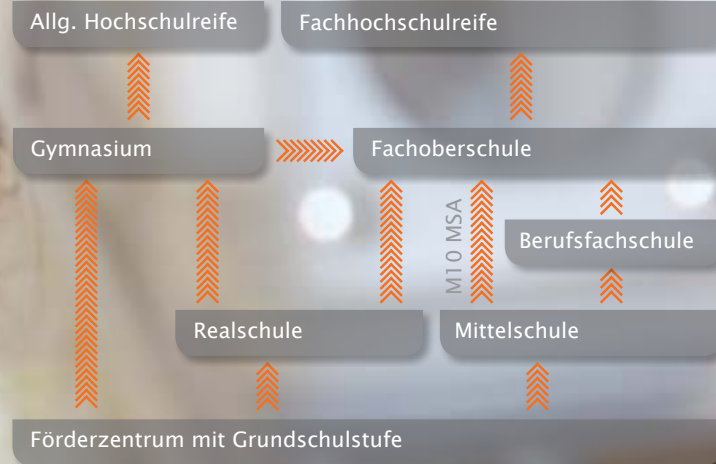 Allg. Hochschulreife
Fachhochschulreife
Gymnasium
Fachoberschule
M10 MSA
Berufsfachschule
Realschule
Mittelschule
Förderzentrum mit Grundschulstufe